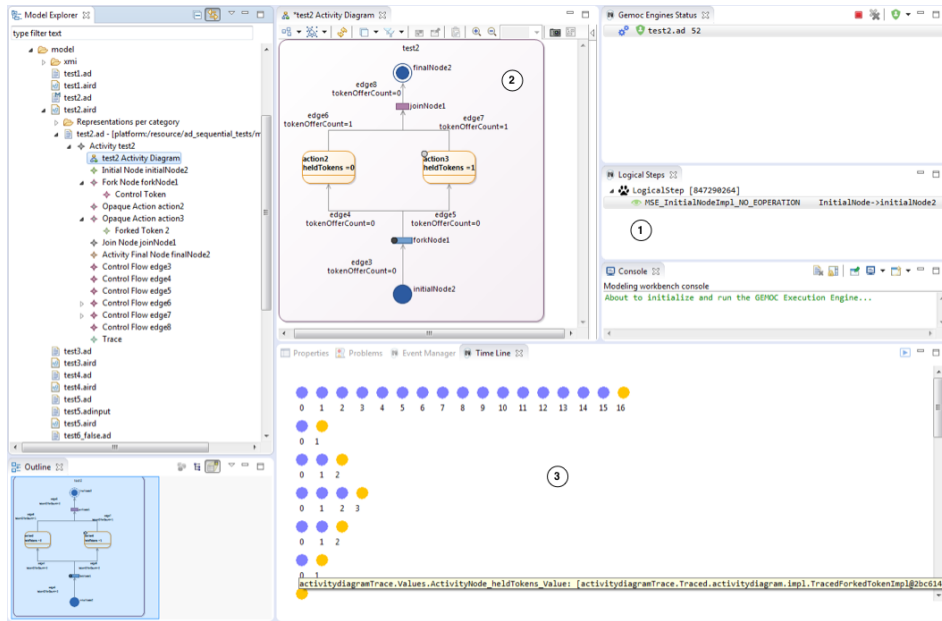 Model Explorer
type filter text
model
xmi
test1.ad
test1.aird
test2.ad
test2.aird
Representations per category
test2.ad - [platform:/resource/ad_sequential_tests/m
Activity test2
test2 Activity Diagram
Initial Node initialNode2
Fork Node forkNode1
Control Token
Opaque Action action2
Opaque Action action3
Forked Token 2
Join Node joinNode1
Activity Final Node finalNode2
Control Flow edge3
Control Flow edge4
Control Flow edge5
Control Flow edge6
Control Flow edge7
Control Flow edge8
Trace
test3.ad
test3.aird
test4.ad
test4.aird
test5.ad
test5.adinput
test5.aird
test6_false.ad
Outline
*test2 Activity Diagram
test2
finalNode2
2
edge8
tokenOfferCount=0
joinNode1
edge6
tokenOfferCount=1
edge7
tokenOfferCount=1
action2
heldTokens =0
action3
heldTokens =1
edge4
tokenOfferCount=0
edge5
tokenOfferCount=0
forkNode1
edge3
tokenOfferCount=0
initialNode2
Gemoc Engines Status
test2.ad 52
Logical Steps
LogicalStep [847290264]
MSE_InitialNodeImpl_NO_EOPERATION InitialNode->initialNode2
1
Console
Modeling workbench console
About to initialize and run the GEMOC Execution Engine...
Properties Problems Event Manager Time Line
0 1 2 3 4 5 6 7 8 9 10 11 12 13 14 15 16
0 1
0 1 2
3
0 1 2 3
0 1 2
0 1
activitydiagramTrace.Values.ActivityNode_heldTokens_Value: [activitydiagramTrace.Traced.activitydiagram.impl.TracedForkedTokenImpl@2bc614